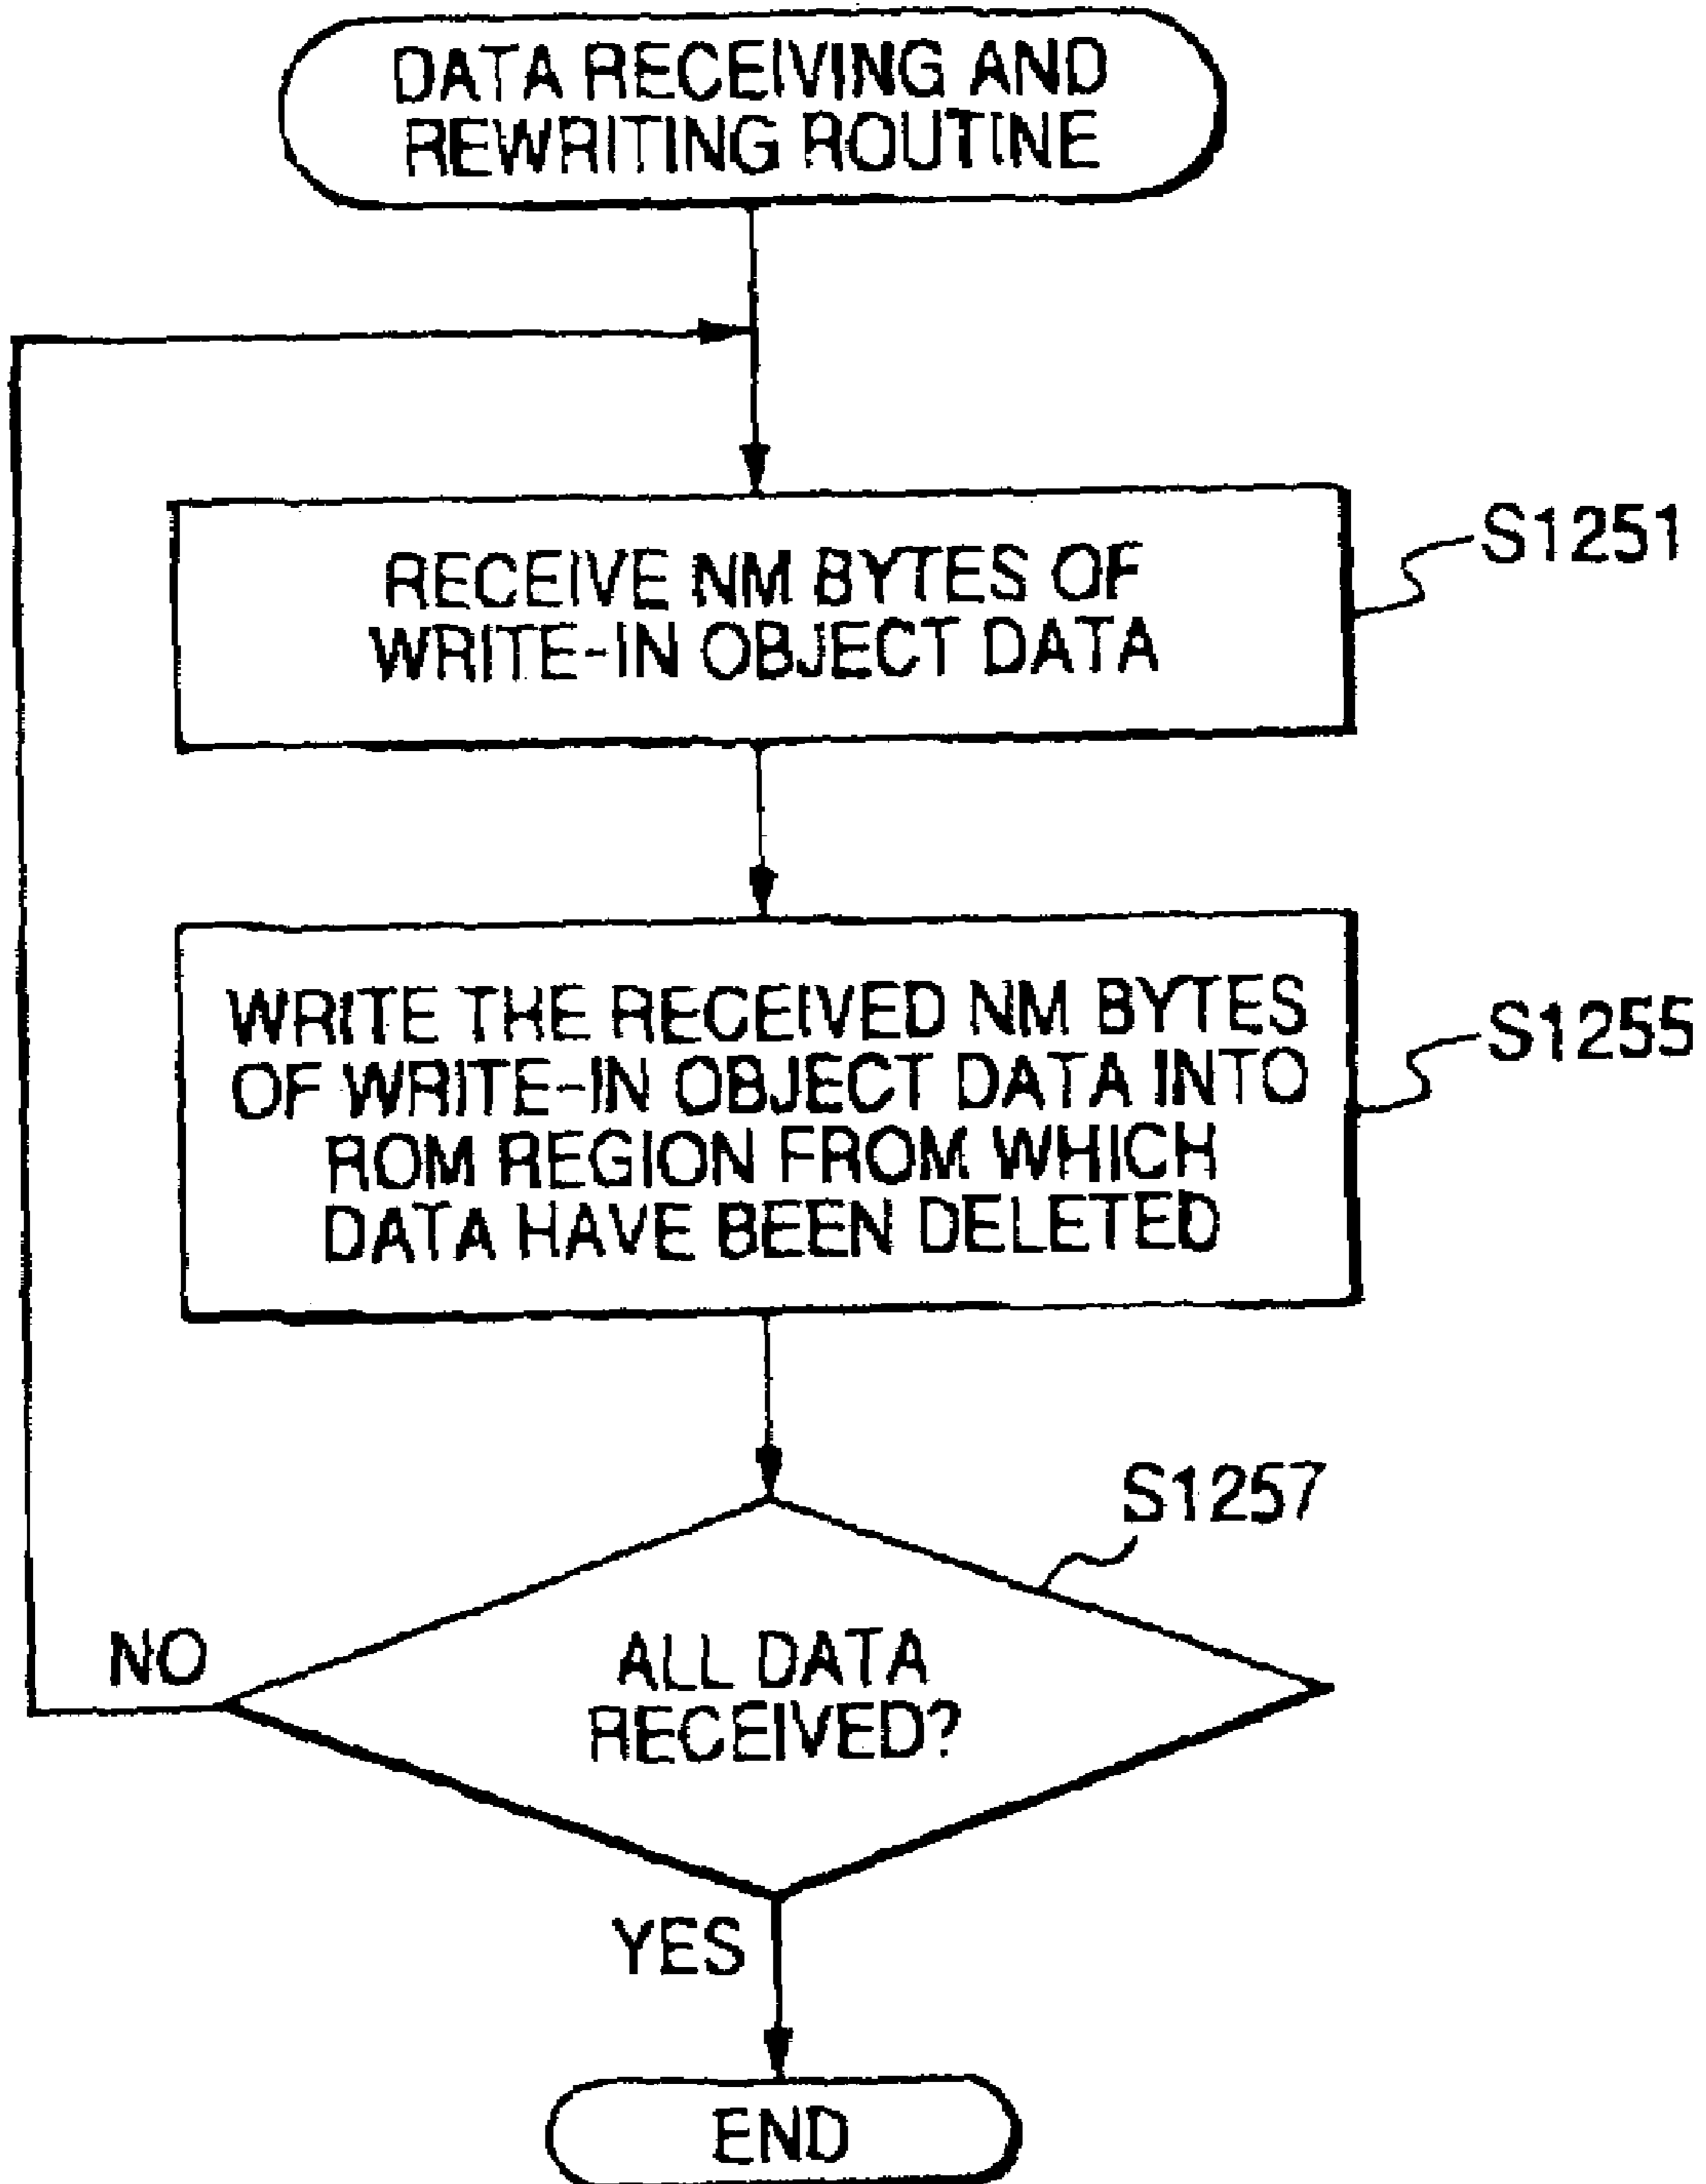 DATA RECEIVING AND
REWRITING ROUTINE
RECEIVE NM BYTES OF
WRITE-IN OBJECT DATA
S1251
WRITE THE RECEIVED NM BYTES
OF WRITE-IN OBJECT DATA INTO
ROM REGION FROM WHICH
DATA HAVE BEEN DELETED
S1255
S1257
ALL DATA
RECEIVED?
NO
YES
END